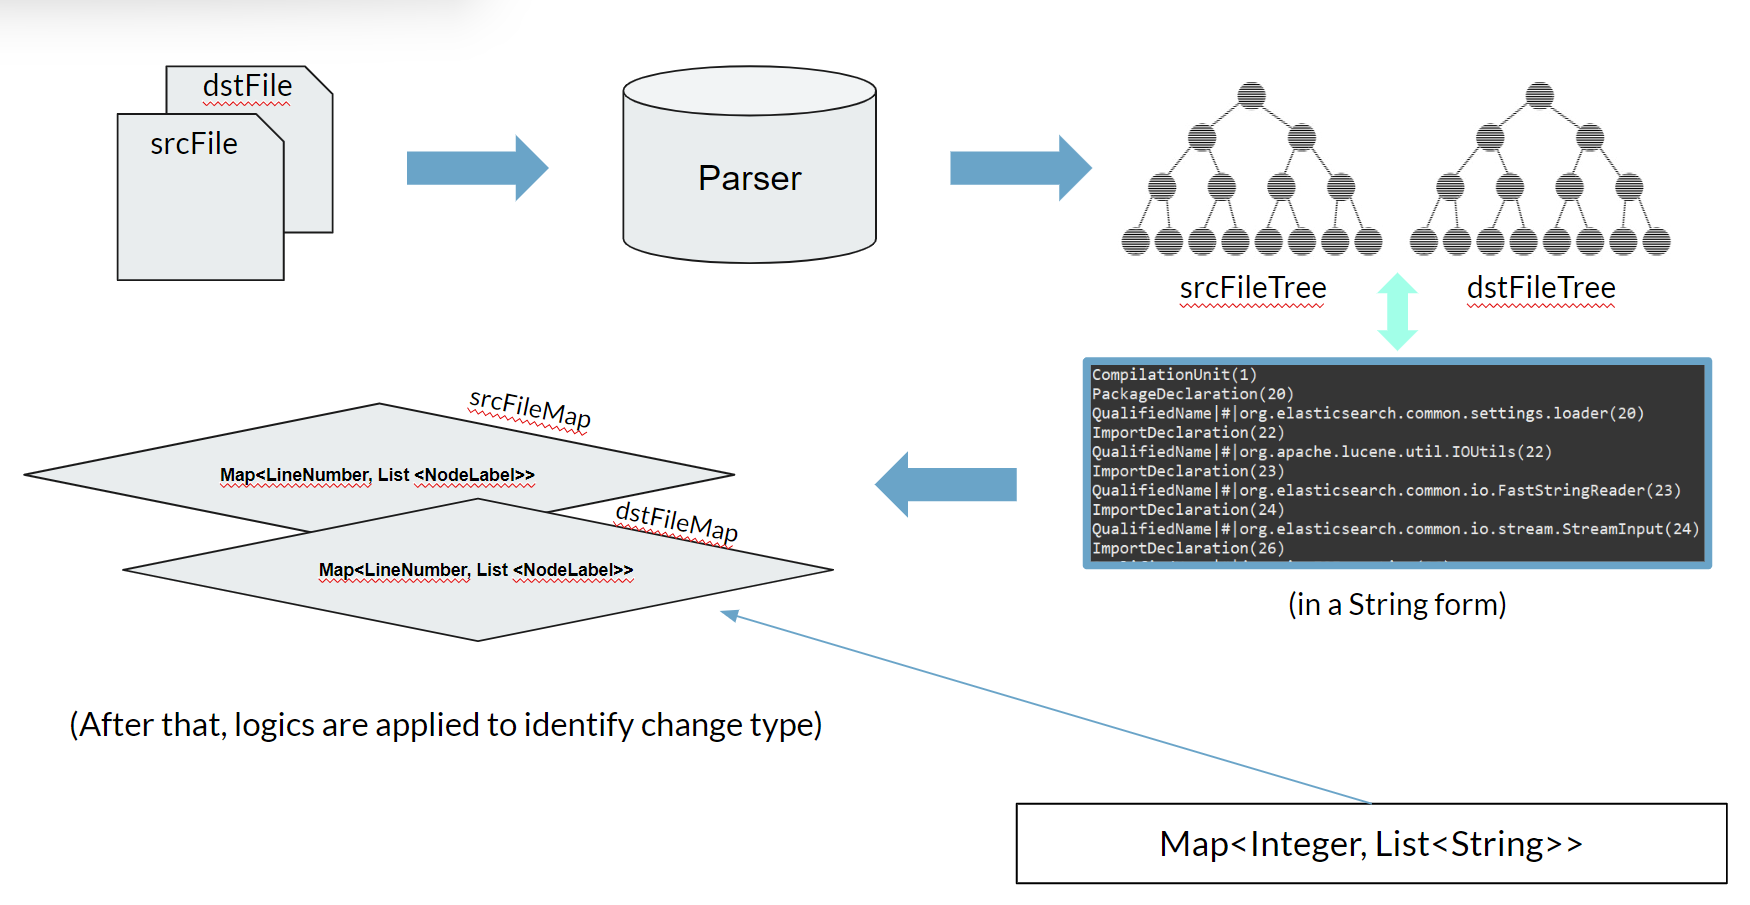 dstFile
srcFile
Parser
srcFileTree
dstFileTree
CompilationUnit(1)
PackageDeclaration(20)
QualifiedName|#|org.elasticsearch.common.settings.loader(20)
ImportDeclaration(22)
QualifiedName|#|org.apache.lucene.util.IOUtils(22)
ImportDeclaration(23)
QualifiedName|#|org.elasticsearch.common.io.FastStringReader(23)
ImportDeclaration(24)
QualifiedName|#|org.elasticsearch.common.io.stream.StreamInput(24)
ImportDeclaration(26)
(in a String form)
srcFileMap
Map<LineNumber, List <NodeLabel>>
dstFileMap
Map<LineNumber, List <NodeLabel>>
(After that, logics are applied to identify change type)
Map<Integer, List<String>>